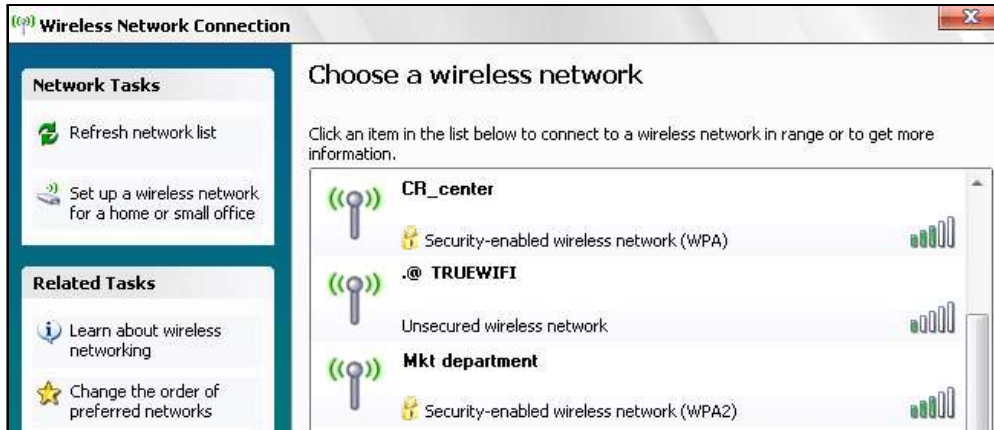 Wireless Network Connection
Network Tasks
Refresh network list
Set up a wireless network
for a home or small office
Related Tasks
Learn about wireless
networking
Change the order of
preferred networks
Choose a wireless network
Click an item in the list below to connect to a wireless network in range or to get more
information.
CR_center
Security-enabled wireless network (WPA)
.@ TRUEWIFI
Unsecured wireless network
Mkt department
Security-enabled wireless network (WPA2)